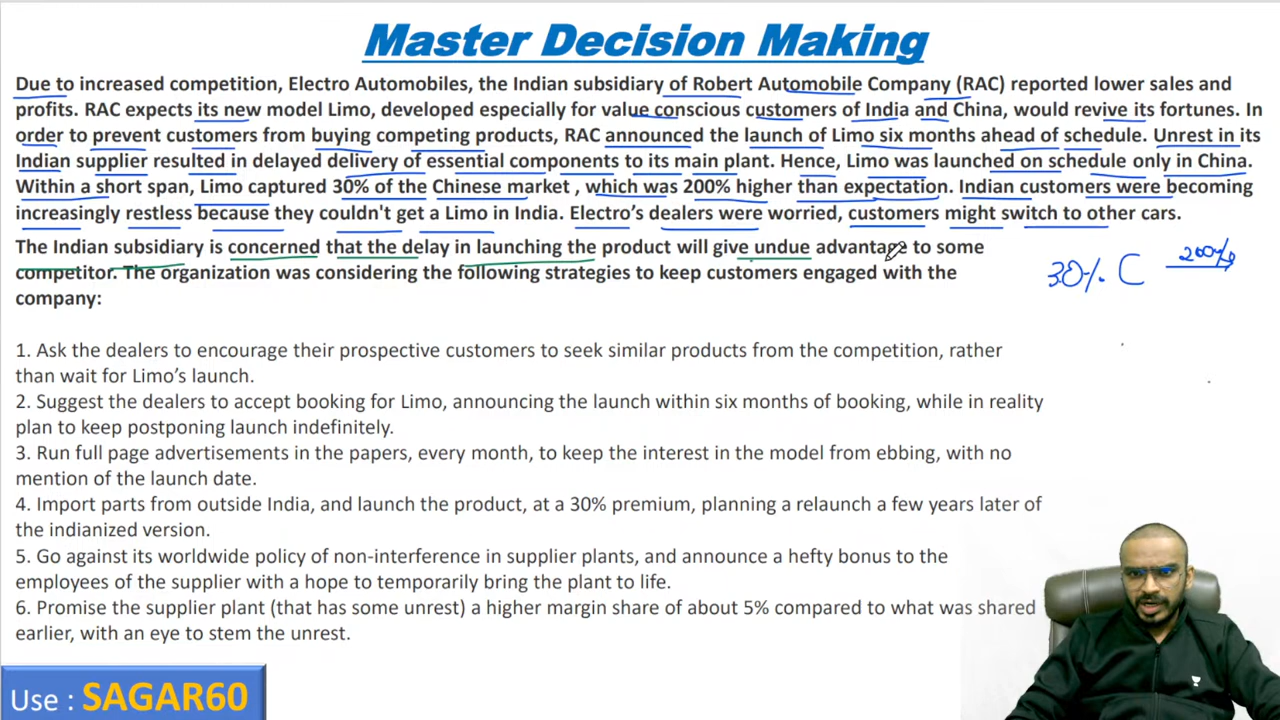 Master Decision Making
Due to increased competition, Electro Automobiles, the Indian subsidiary of Robert Automobile Company (RAC) reported lower sales and
profits. RAC expects its new model Limo, developed especially for value conscious customers of India and China, would revive its fortunes. In
order to prevent customers from buying competing products, RAC announced the launch of Limo six months ahead of schedule. Unrest in its
Indian supplier resulted in delayed delivery of essential components to its main plant. Hence, Limo was launched on schedule only in China.
Within a short span, Limo captured 30% of the Chinese market , which was 200% higher than expectation. Indian customers were becoming
increasingly restless because they couldn't get a Limo in India. Electro's dealers were worried, customers might switch to other cars.
The Indian subsidiary is concerned that the delay in launching the product will give undue advantage to some
competitor. The organization was considering the following strategies to keep customers engaged with the
company:
30% C 200%
1. Ask the dealers to encourage their prospective customers to seek similar products from the competition, rather
than wait for Limo's launch.
2. Suggest the dealers to accept booking for Limo, announcing the launch within six months of booking, while in reality
plan to keep postponing launch indefinitely.
3. Run full page advertisements in the papers, every month, to keep the interest in the model from ebbing, with no
mention of the launch date.
4. Import parts from outside India, and launch the product, at a 30% premium, planning a relaunch a few years later of
the indianized version.
5. Go against its worldwide policy of non-interference in supplier plants, and announce a hefty bonus to the
employees of the supplier with a hope to temporarily bring the plant to life.
6. Promise the supplier plant (that has some unrest) a higher margin share of about 5% compared to what was shared
earlier, with an eye to stem the unrest.
Use : SAGAR60